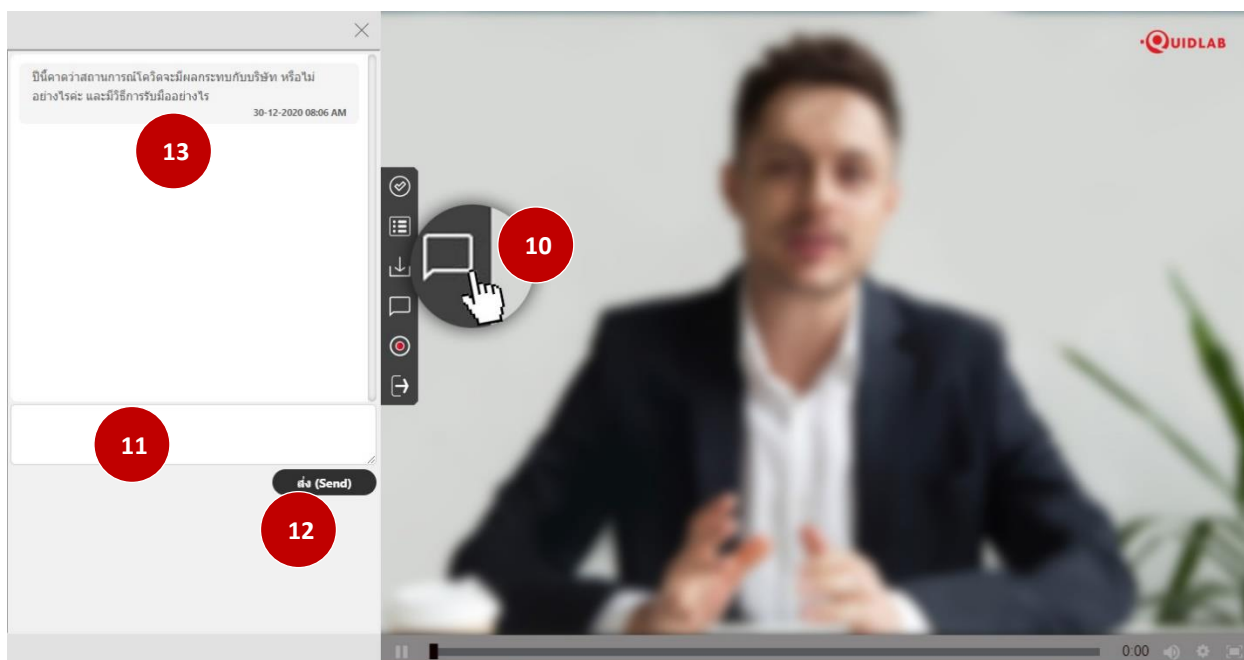 QUIDLAB
ปีนี้คาดว่าสถานการณ์โควิดจะมีผลกระทบกับบริษัท หรือไม่
อย่างไรค่ะ และมีวิธีการรับมืออย่างไร
30-12-2020 08:06 AM
13
10
11
ส่ง (Send)
12
0:00